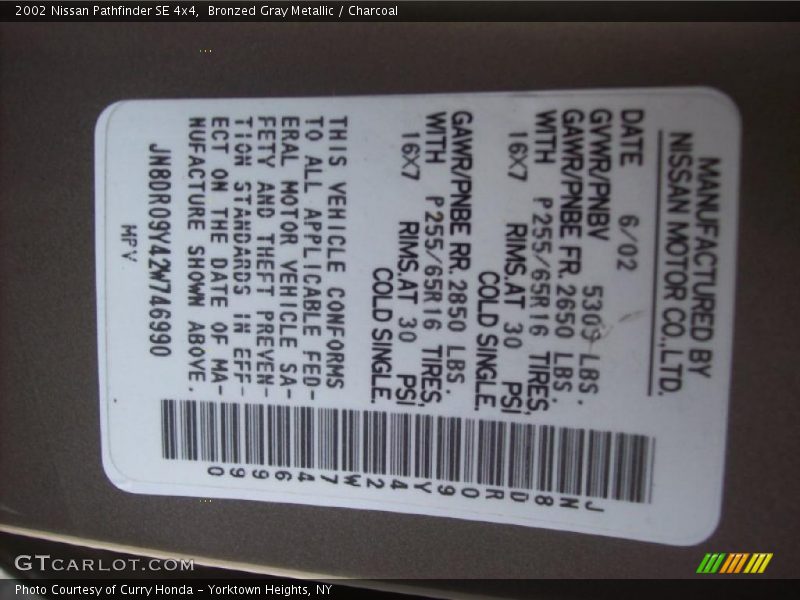 2002 Nissan Pathfinder SE 4x4,  Bronzed Gray Metallic / Charcoal
MANUFACTURED BY
NISSAN MOTOR CO.,LTD.
DATE 6/02
GVWR/PNBV 5309 LBS.
GAWR/PNBE FR. 2650 LBS.
WITH P255/65R16 TIRES,
16X7 RIMS,AT 30 PSI
COLD SINGLE.
GAWR/PNBE RR. 2850 LBS.
WITH P255/65R16 TIRES,
16X7 RIMS,AT 30 PSI
COLD SINGLE.
THIS VEHICLE CONFORMS
TO ALL APPLICABLE FED-
ERAL MOTOR VEHICLE SA-
FETY AND THEFT PREVEN-
TION STANDARDS IN EFF-
ECT ON THE DATE OF MA-
NUFACTURE SHOWN ABOVE.
JN8DR09Y42W746990
MPV
JN8DR09Y42W746990
GTCARLOT.COM
Photo Courtesy of Curry Honda - Yorktown Heights, NY